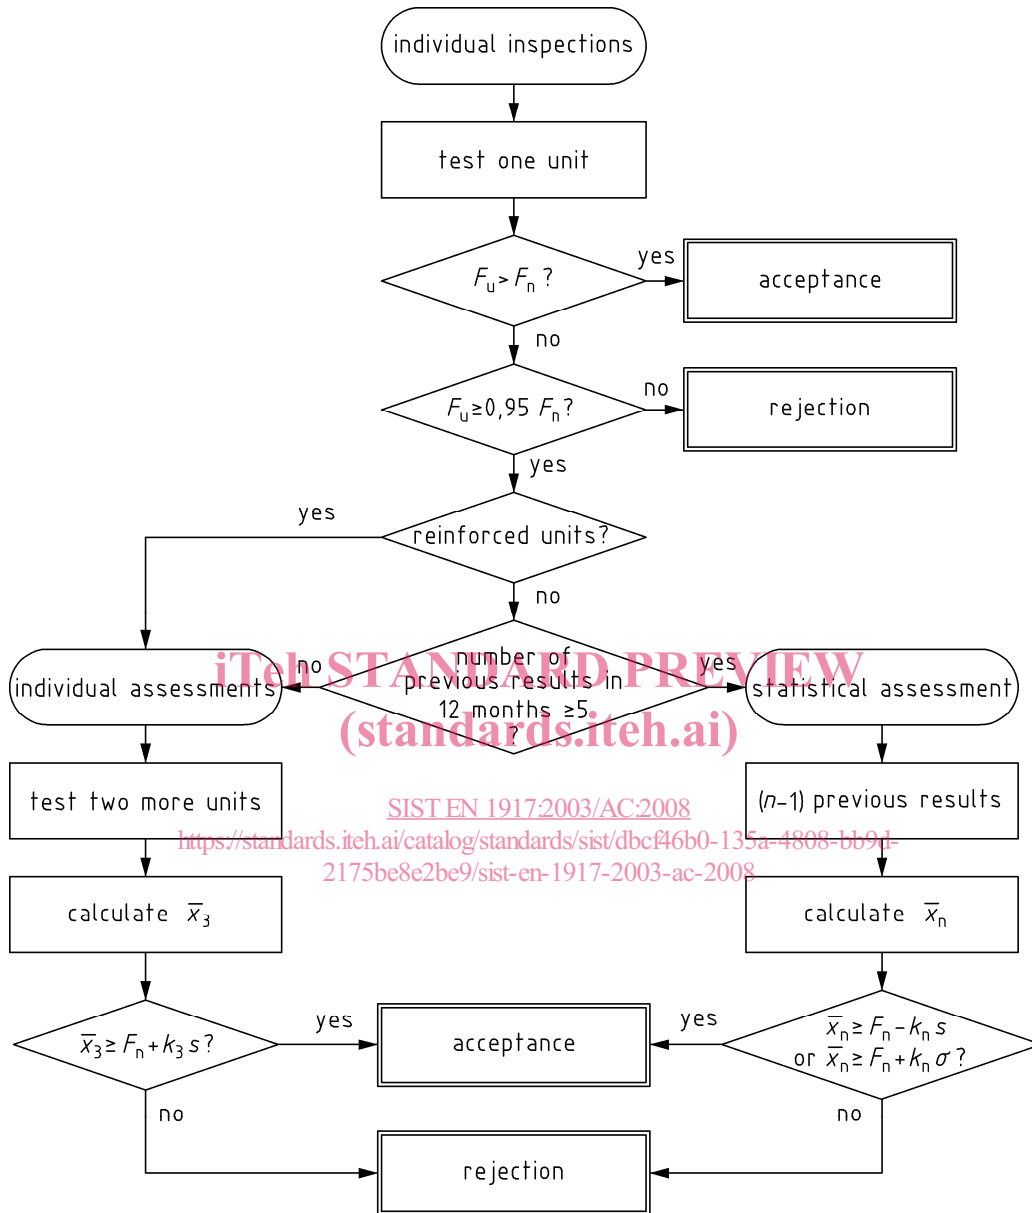 individual inspections
test one unit
Fu > Fn ?
yes
acceptance
no
Fu ≥ 0,95 Fn ?
no
rejection
yes
reinforced units?
yes
no
number of
previous results in
12 months ≥5
?
no
yes
individual assessments
statistical assessment
iTeh STANDARD PREVIEW
(standards.iteh.ai)
test two more units
(n-1) previous results
SIST EN 1917:2003/AC:2008
https://standards.iteh.ai/catalog/standards/sist/dbcf46b0-135a-4808-bb9d-
2175be8e2be9/sist-en-1917-2003-ac-2008
calculate x̅3
calculate x̅n
x̅3 ≥ Fn + k3 s ?
yes
acceptance
yes
x̅n ≥ Fn − kn s
or x̅n ≥ Fn + kn σ ?
no
no
rejection